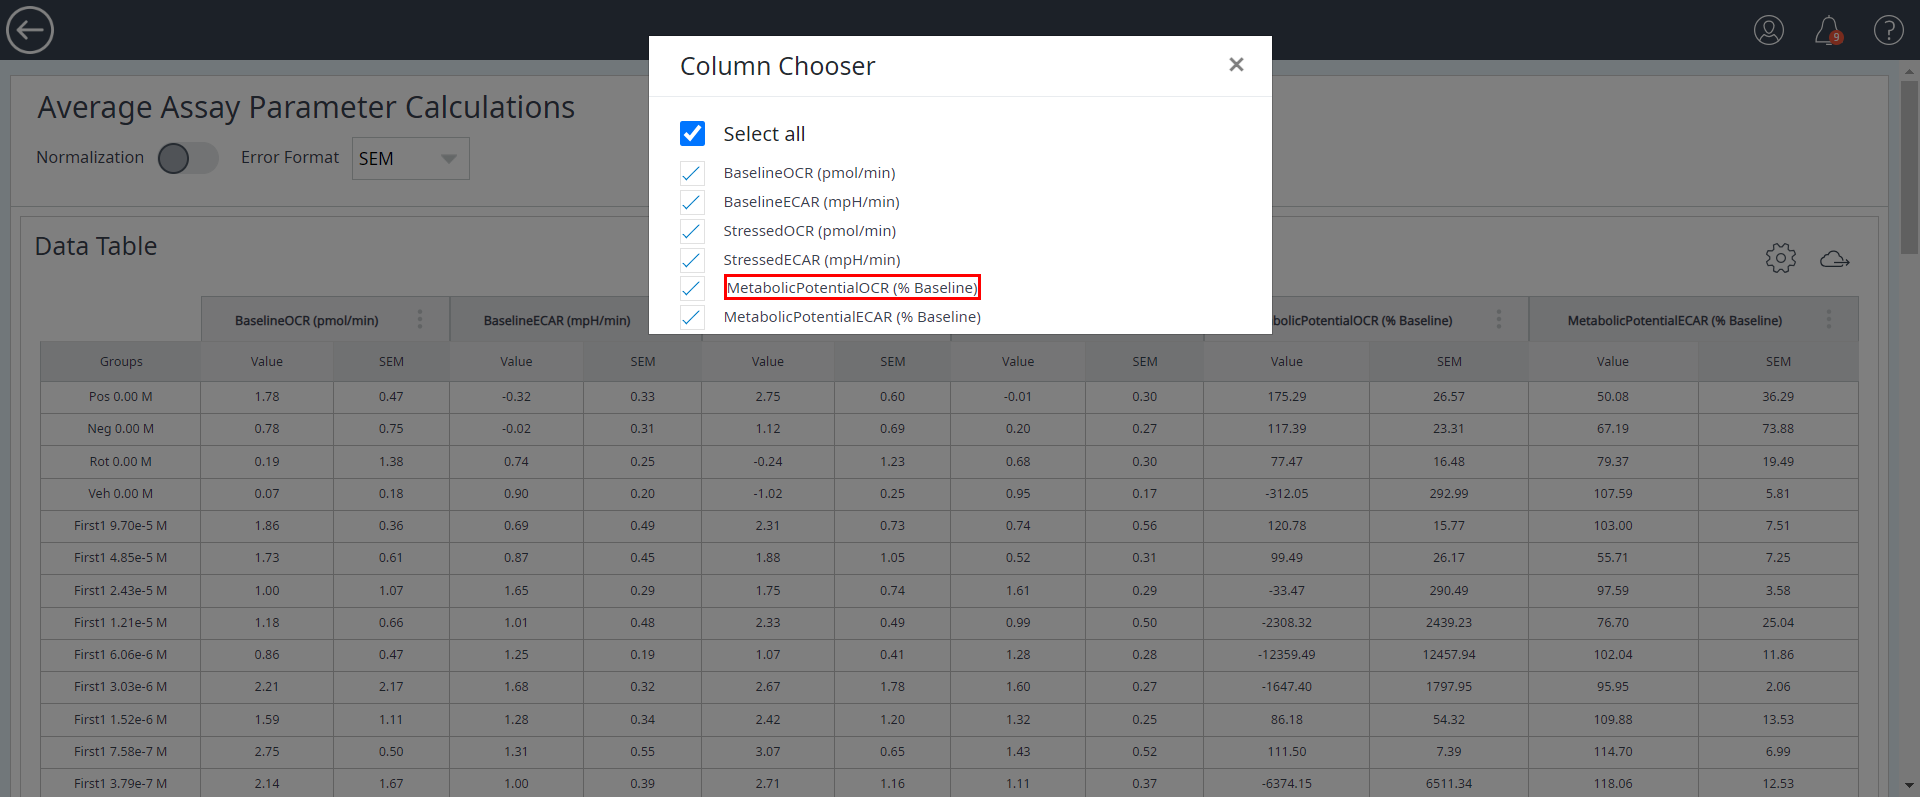 9 ?
Column Chooser ×
Average Assay Parameter Calculations
Select all
Normalization Error Format SEM
BaselineOCR (pmol/min)
BaselineECAR (mpH/min)
StressedOCR (pmol/min)
StressedECAR (mpH/min)
MetabolicPotentialOCR (% Baseline)
MetabolicPotentialECAR (% Baseline)
Data Table
BaselineOCR (pmol/min) BaselineECAR (mpH/min) (% Baseline) MetabolicPotentialECAR (% Baseline)
Groups Value SEM Value SEM Value SEM Value SEM Value SEM Value SEM
Pos 0.00 M 1.78 0.47 -0.32 0.33 2.75 0.60 -0.01 0.30 175.29 26.57 50.08 36.29
Neg 0.00 M 0.78 0.75 -0.02 0.31 1.12 0.69 0.20 0.27 117.39 23.31 67.19 73.88
Rot 0.00 M 0.19 1.38 0.74 0.25 -0.24 1.23 0.68 0.30 77.47 16.48 79.37 19.49
Veh 0.00 M 0.07 0.18 0.90 0.20 -1.02 0.25 0.95 0.17 -312.05 292.99 107.59 5.81
First1 9.70e-5 M 1.86 0.36 0.69 0.49 2.31 0.73 0.74 0.56 120.78 15.77 103.00 7.51
First1 4.85e-5 M 1.73 0.61 0.87 0.45 1.88 1.05 0.52 0.31 99.49 26.17 55.71 7.25
First1 2.43e-5 M 1.00 1.07 1.65 0.29 1.75 0.74 1.61 0.29 -33.47 290.49 97.59 3.58
First1 1.21e-5 M 1.18 0.66 1.01 0.48 2.33 0.49 0.99 0.50 -2308.32 2439.23 76.70 25.04
First1 6.06e-6 M 0.86 0.47 1.25 0.19 1.07 0.41 1.28 0.28 -12359.49 12457.94 102.04 11.86
First1 3.03e-6 M 2.21 2.17 1.68 0.32 2.67 1.78 1.60 0.27 -1647.40 1797.95 95.95 2.06
First1 1.52e-6 M 1.59 1.11 1.28 0.34 2.42 1.20 1.32 0.25 86.18 54.32 109.88 13.53
First1 7.58e-7 M 2.75 0.50 1.31 0.55 3.07 0.65 1.43 0.52 111.50 7.39 114.70 6.99
First1 3.79e-7 M 2.14 1.67 1.00 0.39 2.71 1.16 1.11 0.37 -6374.15 6511.34 118.06 12.53